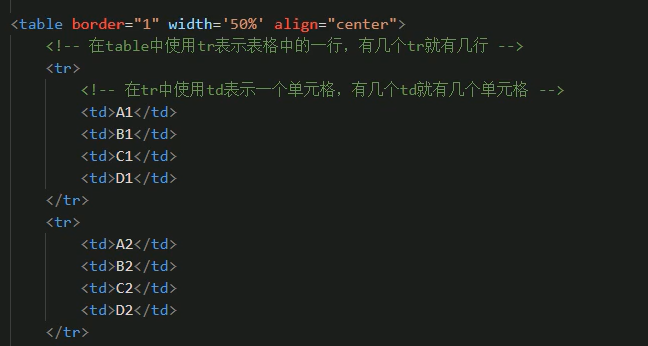 <table border="1" width='50%' align="center">
    <!-- 在table中使用tr表示表格中的一行，有几个tr就有几行 -->
    <tr>
        <!-- 在tr中使用td表示一个单元格，有几个td就有几个单元格 -->
        <td>A1</td>
        <td>B1</td>
        <td>C1</td>
        <td>D1</td>
    </tr>
    <tr>
        <td>A2</td>
        <td>B2</td>
        <td>C2</td>
        <td>D2</td>
    </tr>